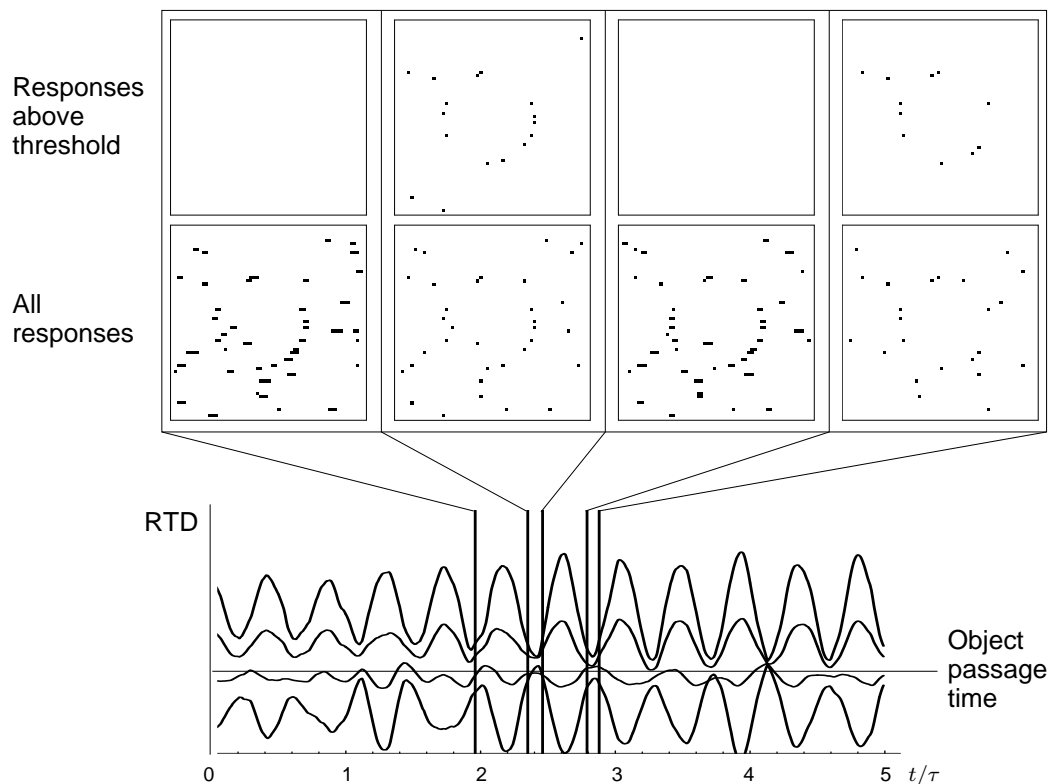 Responses
above
threshold
All
responses
RTD
Object
passage
time
0 1 2 3 4 5 t/τ